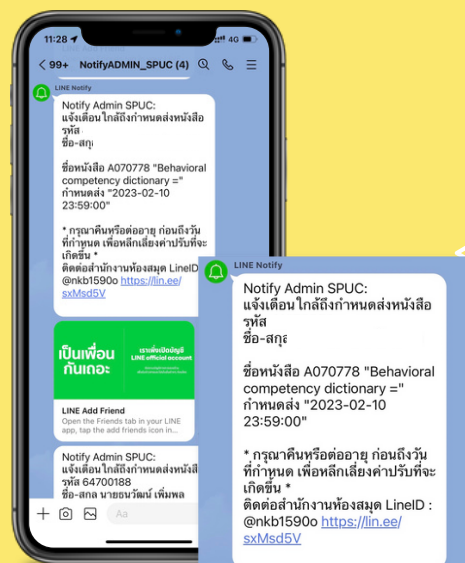 11:28
4G
99+ NotifyADMIN_SPUC (4)
LINE Notify
Notify Admin SPUC:
แจ้งเตือน ใกล้ถึงกำหนดส่งหนังสือ
รหัส
ชื่อ-สกุ
ชื่อหนังสือ A070778 "Behavioral
competency dictionary ="
กำหนดส่ง "2023-02-10
23:59:00"
* กรุณาคืนหรือต่ออายุ ก่อนถึงวัน
ที่กำหนด เพื่อหลีกเลี่ยงค่าปรับที่จะ
เกิดขึ้น *
ติดต่อสำนักงานห้องสมุด LineID
@nkb1590o https://lin.ee/
sxMsd5V
เป็นเพื่อน
กันเถอะ
เราเพิ่งเปิดบัญชี
LINE official account
LINE Add Friend
Open the Friends tab in your LINE
app, tap the add friends icon in...
Notify Admin SPUC:
แจ้งเตือน ใกล้ถึงกำหนดส่งหนังสื
รหัส 64700188
ชื่อ-สกุล นายธนวัฒน์ เพิ่มพล
Aa
LINE Notify
Notify Admin SPUC:
แจ้งเตือน ใกล้ถึงกำหนดส่งหนังสือ
รหัส
ชื่อ-สกุล
ชื่อหนังสือ A070778 "Behavioral
competency dictionary ="
กำหนดส่ง "2023-02-10
23:59:00"
* กรุณาคืนหรือต่ออายุ ก่อนถึงวัน
ที่กำหนด เพื่อหลีกเลี่ยงค่าปรับที่จะ
เกิดขึ้น *
ติดต่อสำนักงานห้องสมุด LineID :
@nkb1590o https://lin.ee/
sxMsd5V